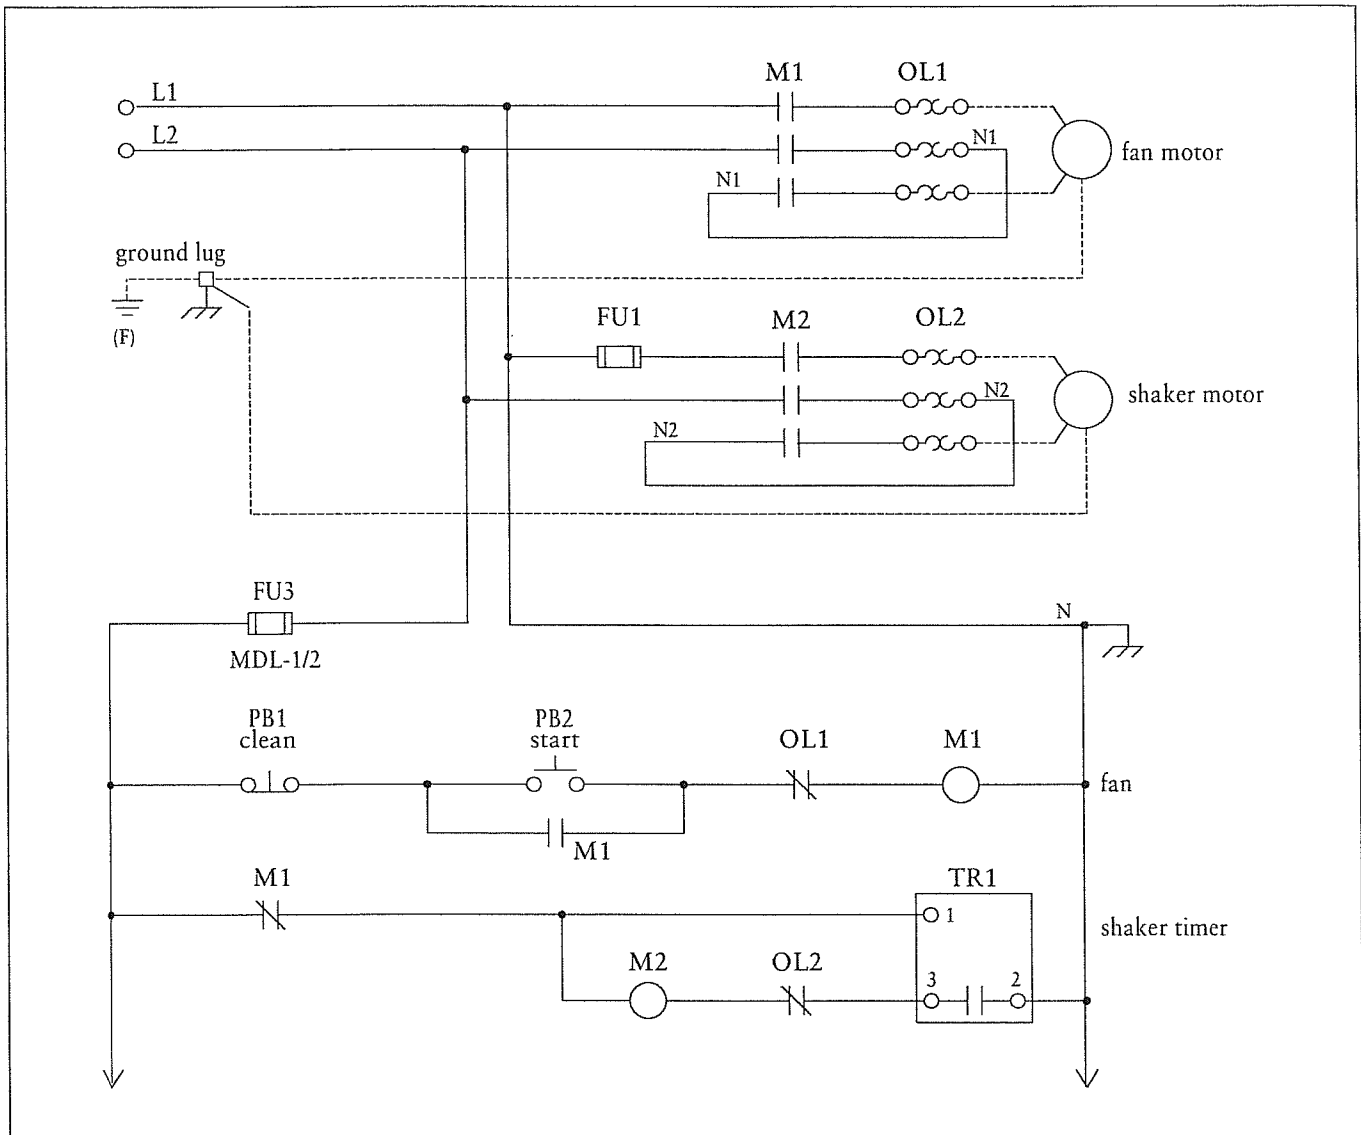 M1
OL1
L1
L2
N1
fan motor
N1
ground lug
(F)
FU1
M2
OL2
N2
shaker motor
N2
FU3
MDL-1/2
N
PB1
clean
PB2
start
OL1
M1
fan
M1
M1
TR1
1
shaker timer
M2
OL2
3
2